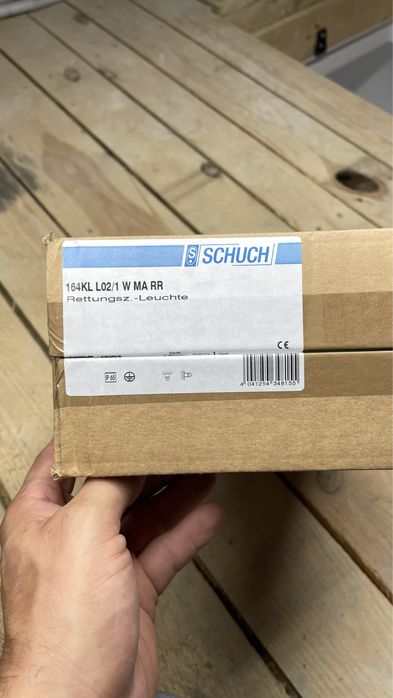 S SCHUCH
164KL L02/1 W MA RR
Rettungsz.-Leuchte
CE
IP 65
4 041254 348155